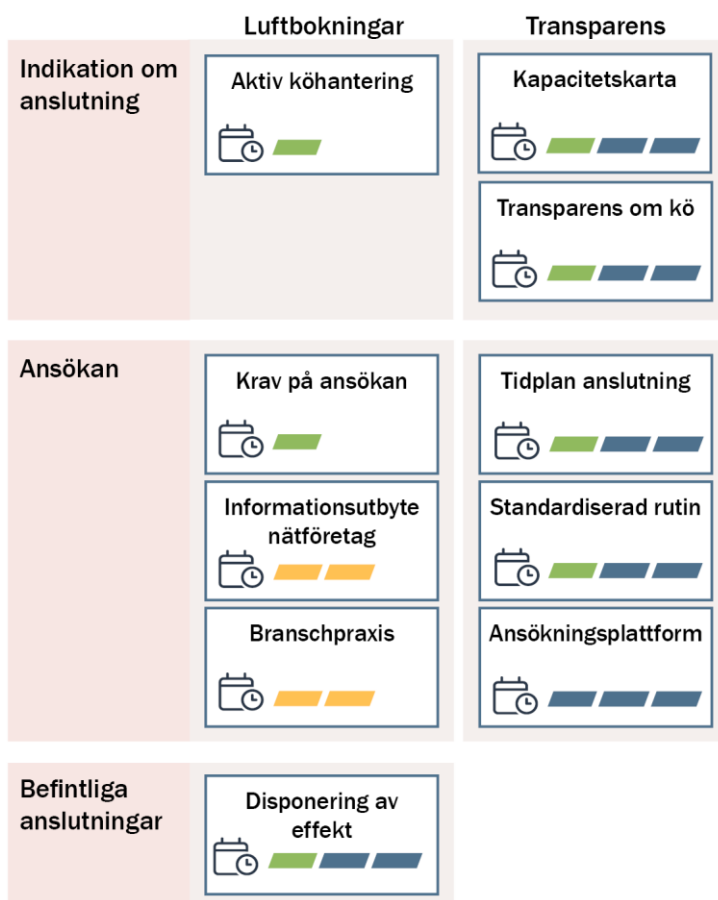 Luftbokningar
Transparens
Indikation om
anslutning
Aktiv köhantering
Kapacitetskarta
Transparens om kö
Ansökan
Krav på ansökan
Tidplan anslutning
Informationsutbyte
nätföretag
Standardiserad rutin
Branschpraxis
Ansökningsplattform
Befintliga
anslutningar
Disponering av
effekt